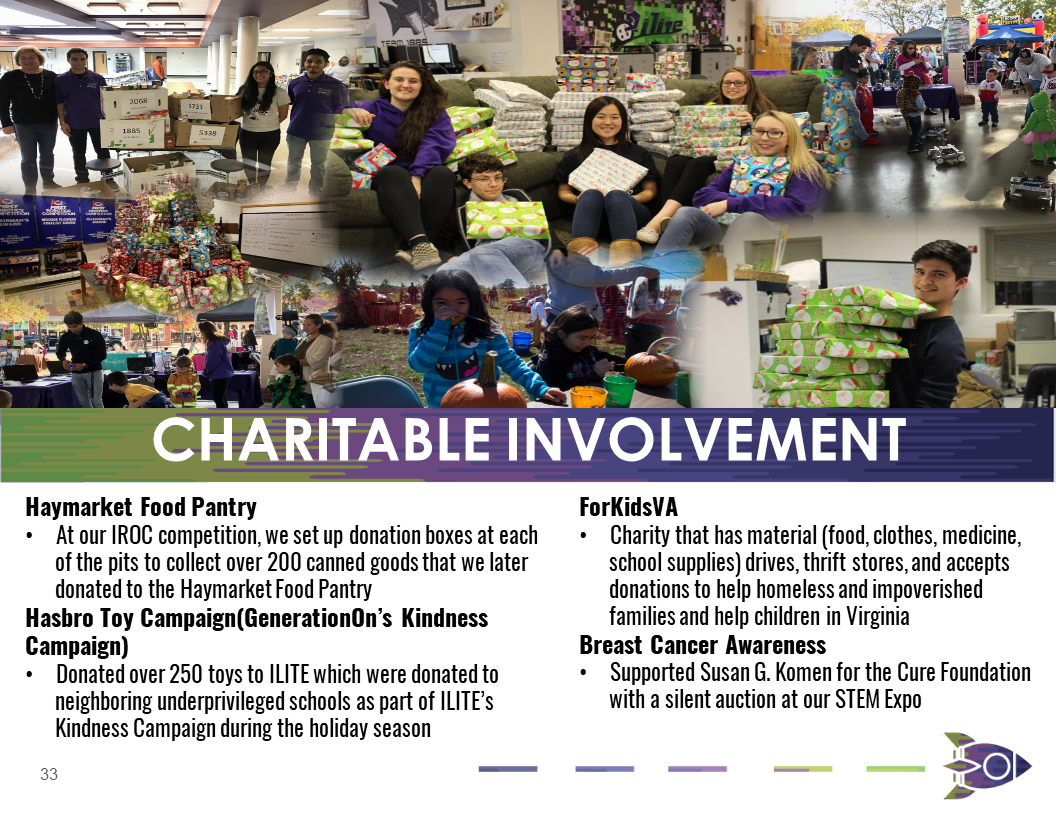 TEAM 1885
ilite
2068
1731
1885
5338
FIRST
FIRST
CHARITABLE INVOLVEMENT
Haymarket Food Pantry
• At our IROC competition, we set up donation boxes at each
of the pits to collect over 200 canned goods that we later
donated to the Haymarket Food Pantry
Hasbro Toy Campaign(GenerationOn’s Kindness
Campaign)
• Donated over 250 toys to ILITE which were donated to
neighboring underprivileged schools as part of ILITE’s
Kindness Campaign during the holiday season
ForKidsVA
• Charity that has material (food, clothes, medicine,
school supplies) drives, thrift stores, and accepts
donations to help homeless and impoverished
families and help children in Virginia
Breast Cancer Awareness
• Supported Susan G. Komen for the Cure Foundation
with a silent auction at our STEM Expo
33